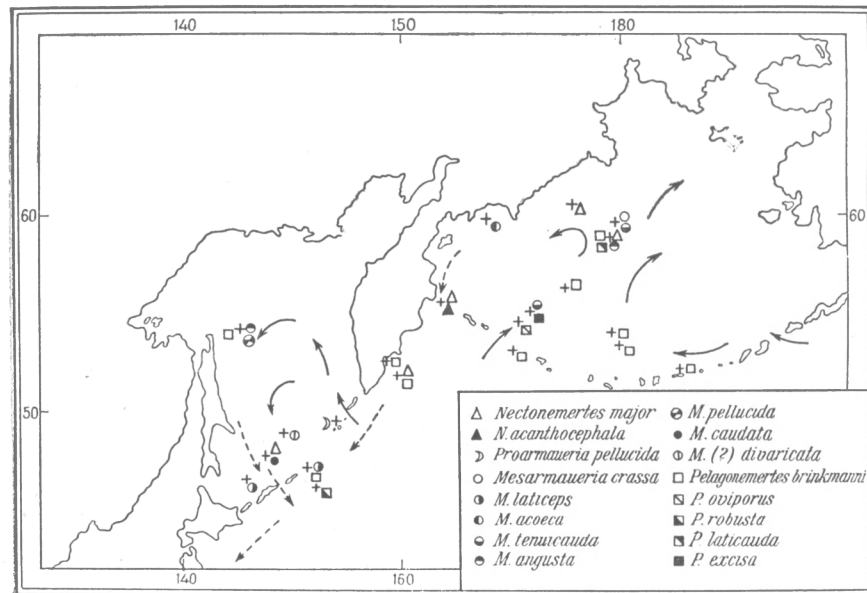 140 150 180
60 60
50
△ Nectonemertes major
▲ N. acanthocephala
Proarmaueria pellucida
○ Mesarmaueria crassa
◑ M. laticeps
◐ M. acoeca
M. tenuicauda
M. angusta
M. pellucida
● M. caudata
M. (?) divaricata
□ Pelagonemertes brinkmanni
P. oviporus
P. robusta
P. laticauda
■ P. excisa
140 160